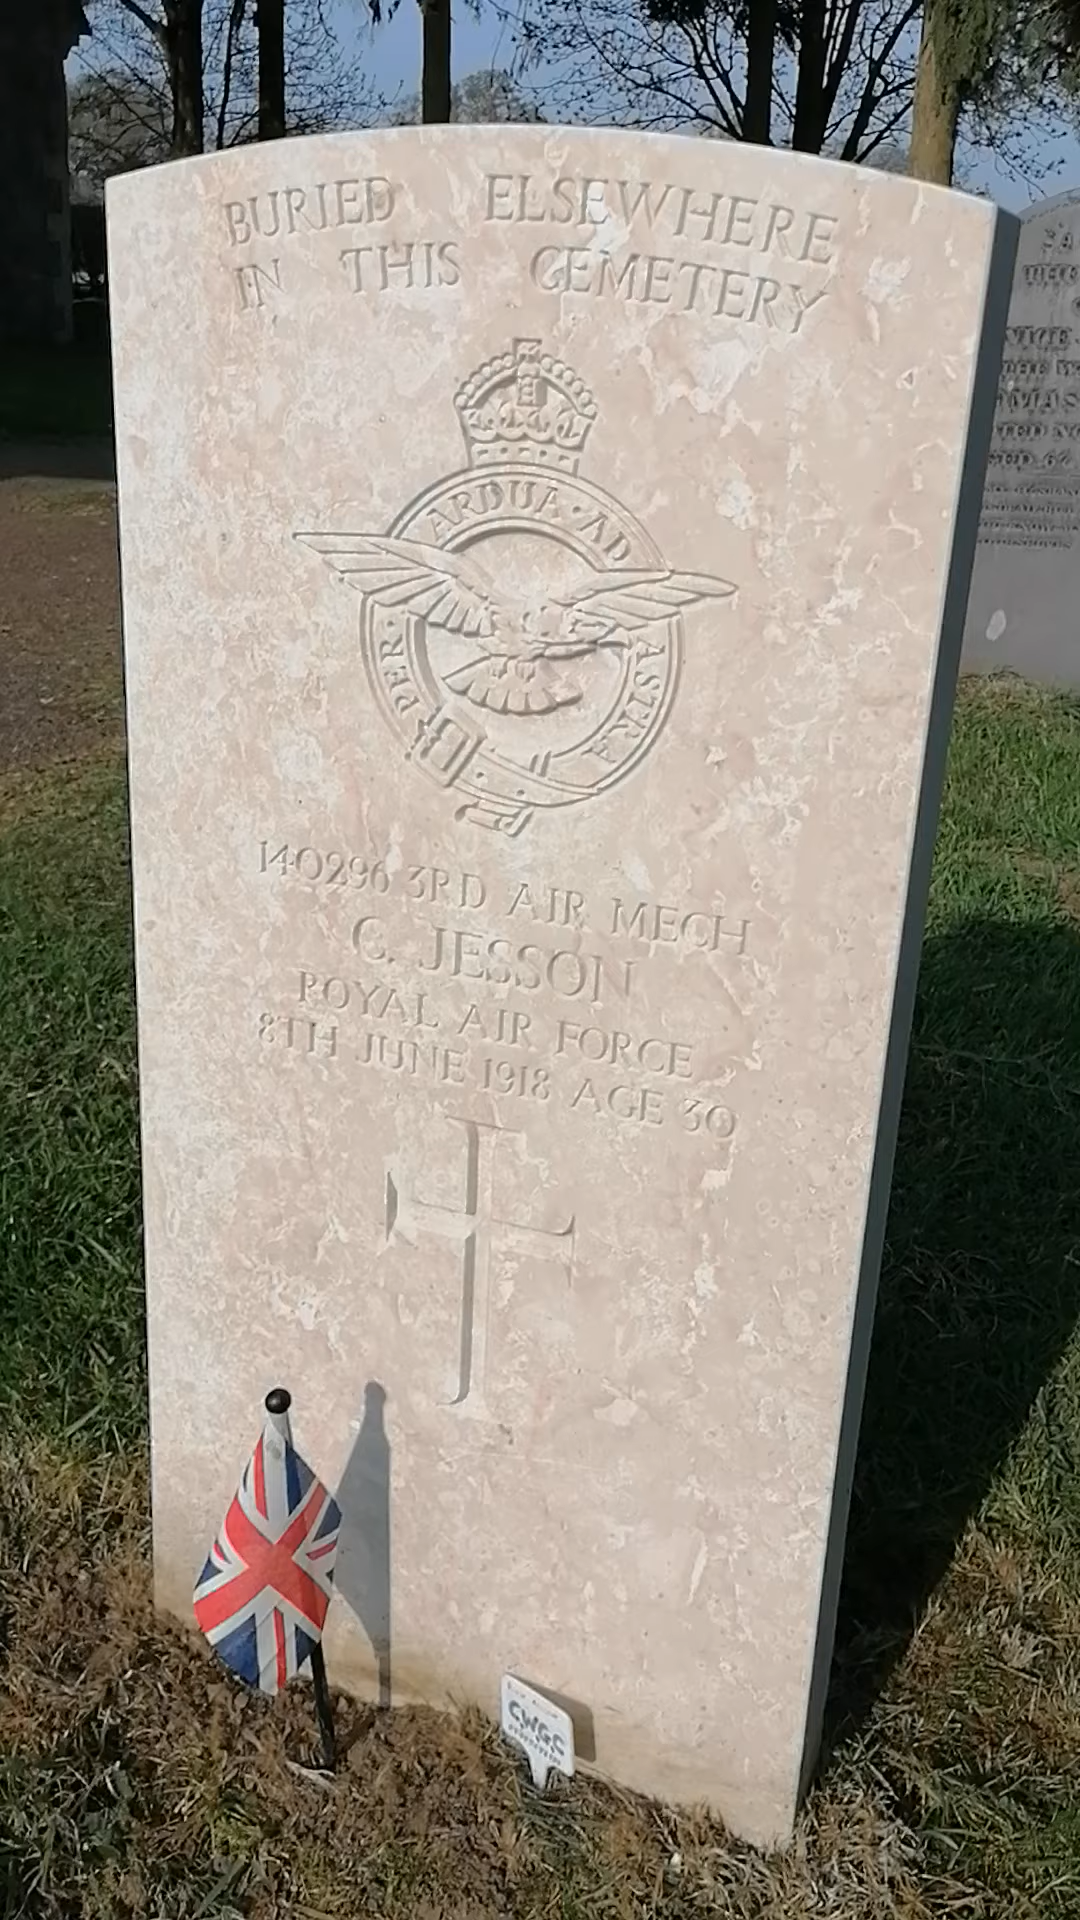 BURIED ELSEWHERE
IN THIS CEMETERY
PER · ARDUA · AD ASTRA
140296 3RD AIR MECH
C. JESSON
ROYAL AIR FORCE
8TH JUNE 1918 AGE 30
CWGC